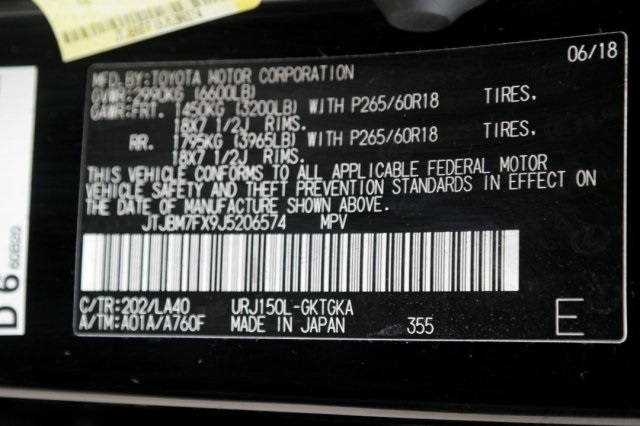 06/18
MFD. BY: TOYOTA MOTOR CORPORATION
GVWR: 2990KG (6600LB)
GAWR: FRT. 1450KG (3200LB) WITH P265/60R18 TIRES.
18X7 1/2J RIMS.
RR. 1795KG (3965LB) WITH P265/60R18 TIRES.
18X7 1/2J RIMS.
THIS VEHICLE CONFORMS TO ALL APPLICABLE FEDERAL MOTOR
VEHICLE SAFETY AND THEFT PREVENTION STANDARDS IN EFFECT ON
THE DATE OF MANUFACTURE SHOWN ABOVE.
JTJBM7FX9J5206574 MPV
C/TR: 202/LA40 URJ150L-GKTGKA
A/TM: A01A/A760F MADE IN JAPAN 355 E
D6